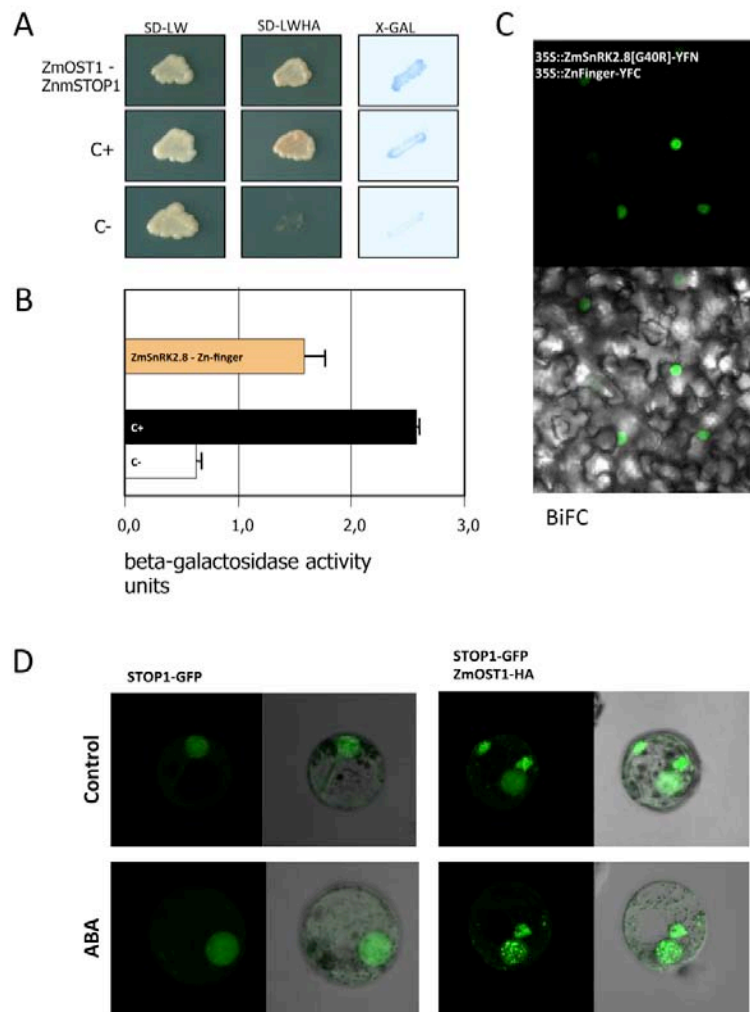 A
SD-LW
SD-LWHA
X-GAL
ZmOST1 -
ZnmSTOP1
C+
C-
B
ZmSnRK2.8 - Zn-finger
C+
C-
0,0
1,0
2,0
3,0
beta-galactosidase activity
units
C
35S::ZmSnRK2.8[G40R]-YFN
35S::ZnFinger-YFC
BiFC
D
STOP1-GFP
STOP1-GFP
ZmOST1-HA
Control
ABA